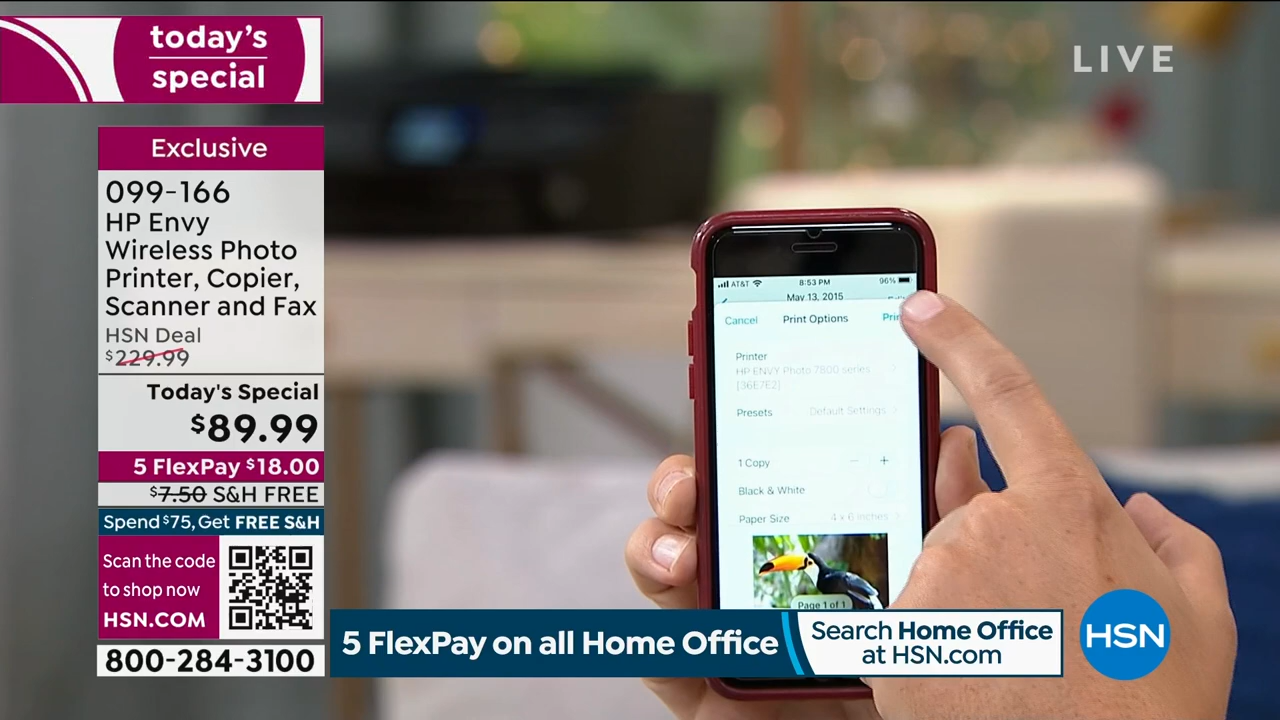 today's
special
LIVE
Exclusive
099-166
HP Envy
Wireless Photo
Printer, Copier,
Scanner and Fax
HSN Deal
$229.99
Today's Special
$89.99
5 FlexPay $18.00
$7.50 S&H FREE
Spend $75, Get FREE S&H
Scan the code
to shop now
HSN.COM
800-284-3100
AT&T 8:53 PM 96%
May 13, 2015
Cancel Print Options
Printer
HP ENVY Photo 7800 series
[36E7E2]
Presets Default Settings
1 Copy − +
Black & White
Paper Size 4 x 6 inches
Page 1 of 1
5 FlexPay on all Home Office
Search Home Office
at HSN.com
HSN